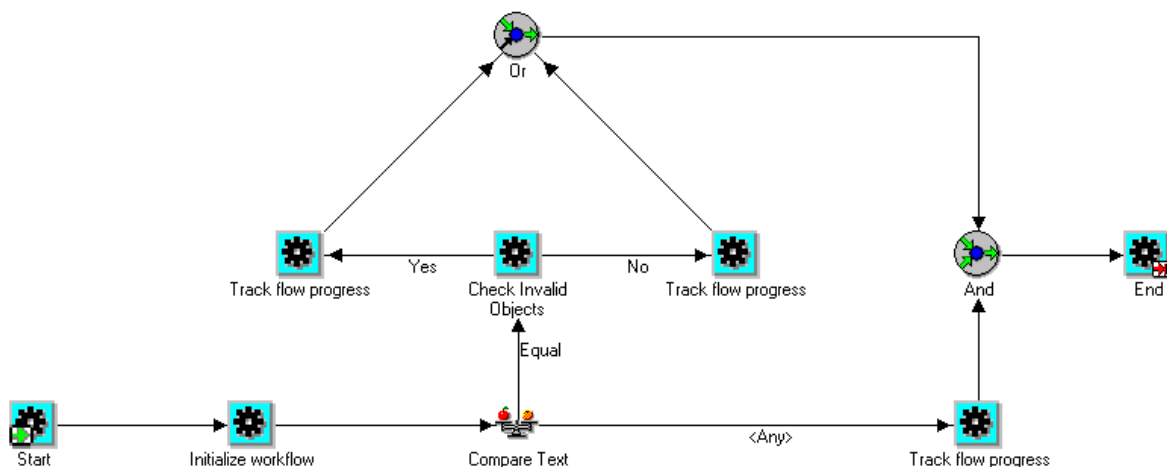 Or
Yes
No
Track flow progress
Check Invalid
Objects
Track flow progress
And
End
Equal
<Any>
Start
Initialize workflow
Compare Text
Track flow progress